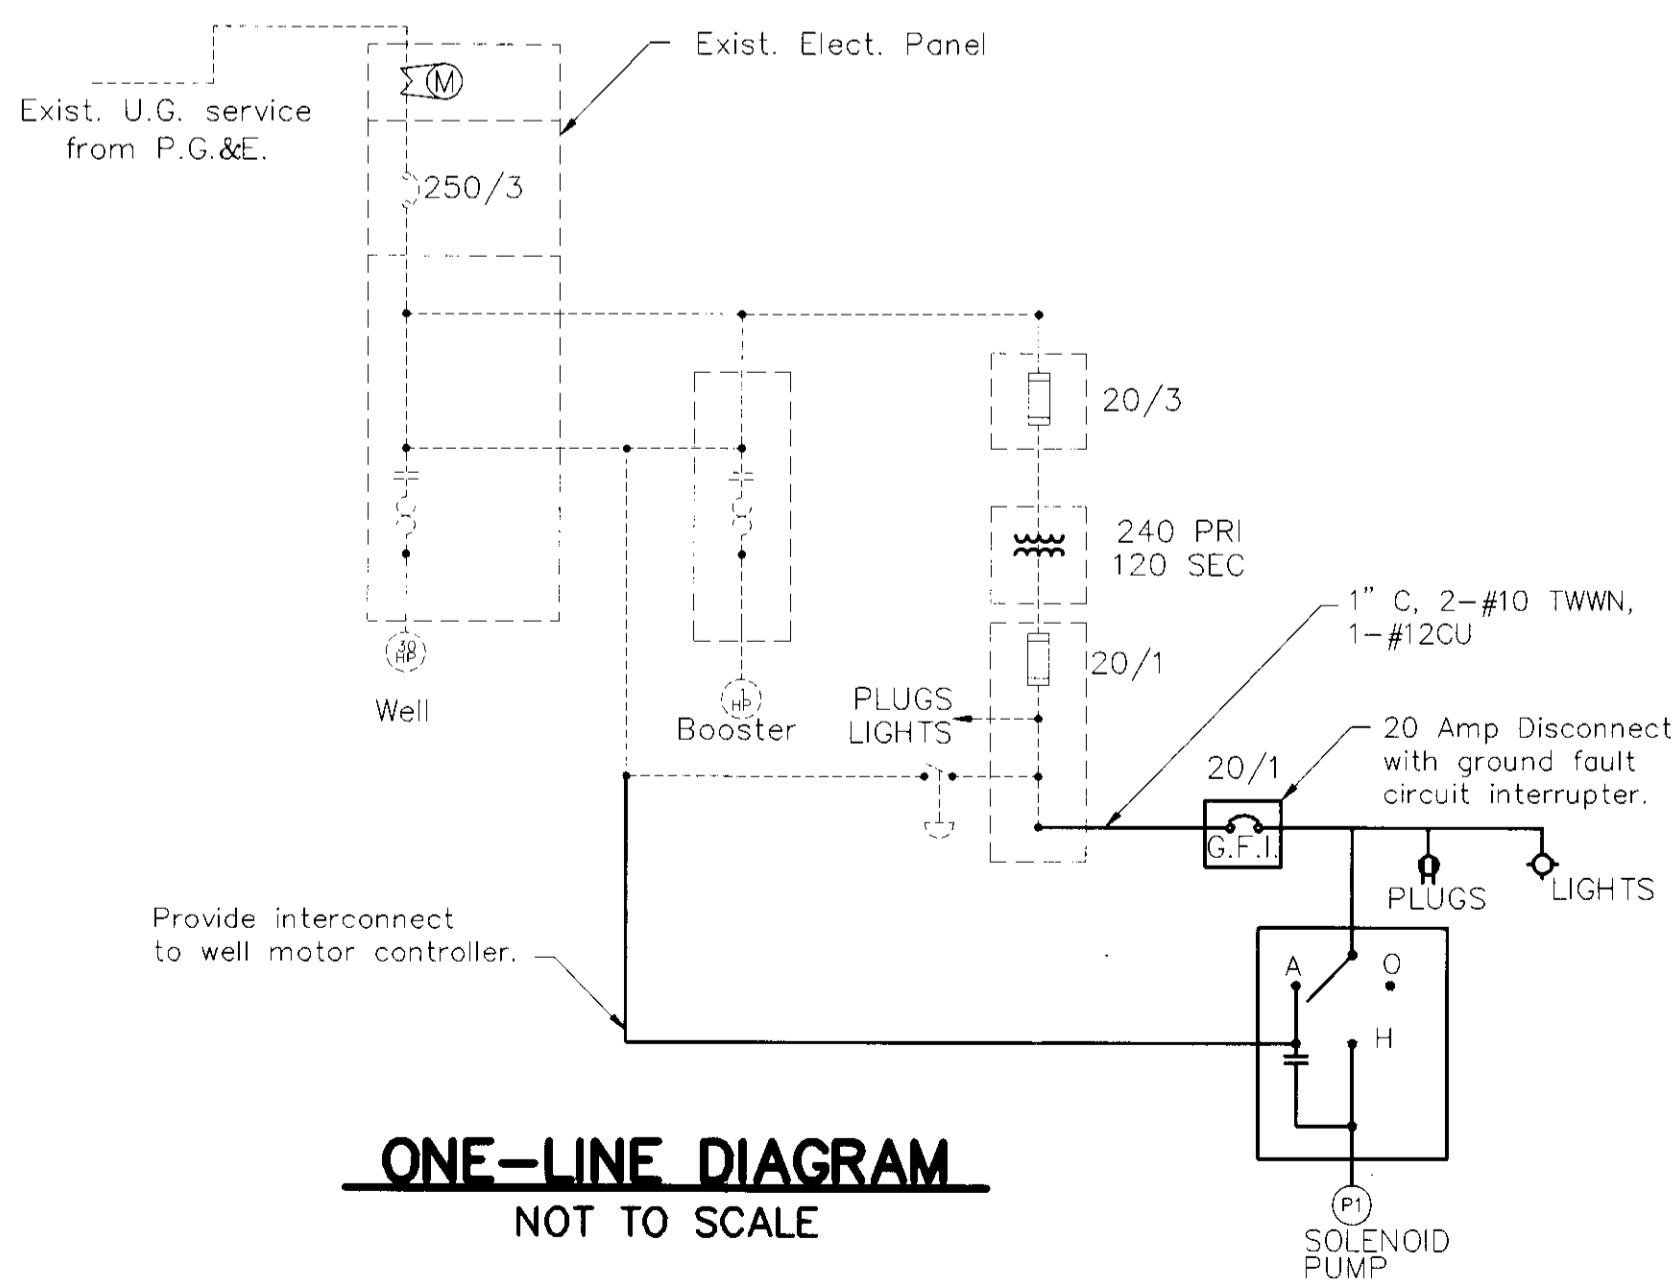 Exist. Elect. Panel
M
Exist. U.G. service
from P.G.&E.
250/3
20/3
240 PRI
120 SEC
1" C, 2-#10 TWWN,
1-#12CU
20/1
30
HP
Well
1
HP
Booster
PLUGS
LIGHTS
20 Amp Disconnect
with ground fault
circuit interrupter.
20/1
G.F.I.
PLUGS
LIGHTS
Provide interconnect
to well motor controller.
A
O
H
ONE-LINE DIAGRAM
NOT TO SCALE
P1
SOLENOID
PUMP